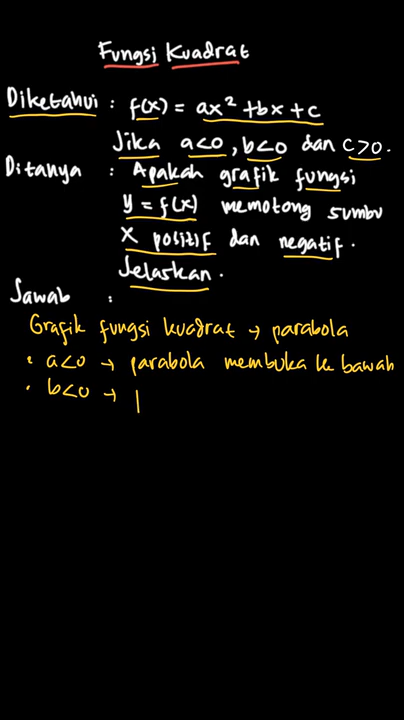 Fungsi Kuadrat
Diketahui : f(x) = ax² + bx + c
Jika a<0, b<0 dan c>0.
Ditanya : Apakah grafik fungsi
y = f(x) memotong sumbu
X positif dan negatif.
Jelaskan.
Jawab :
Grafik fungsi kuadrat → parabola
• a<0 → parabola membuka ke bawah
• b<0 →